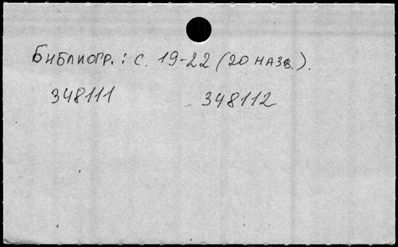 Библиогр.: с. 19-22 (20 назв.).
348111 348112